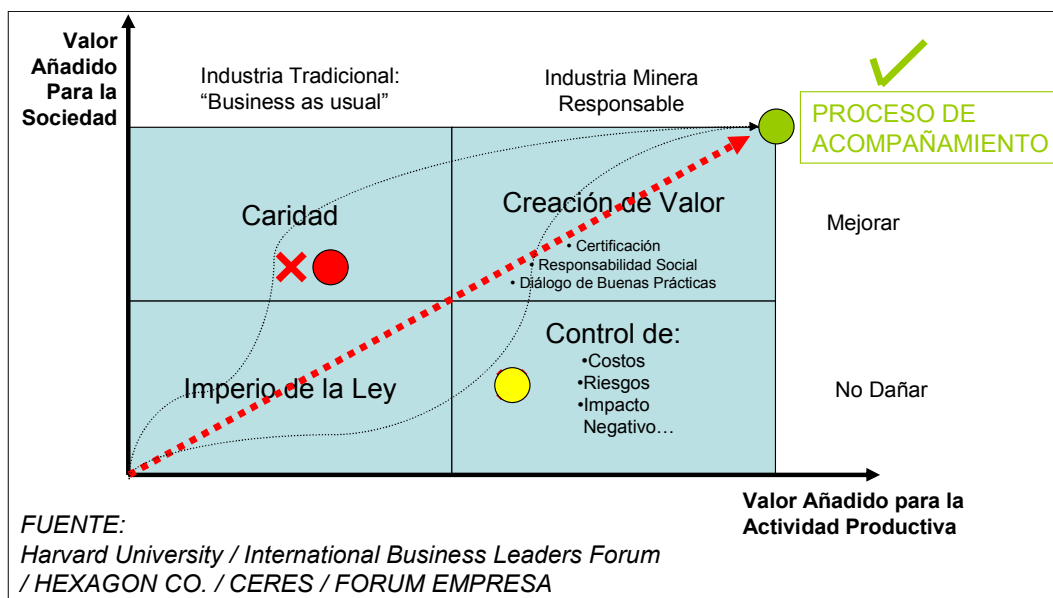 Valor
Añadido
Para la
Sociedad
Industria Tradicional:
“Business as usual”
Industria Minera
Responsable
PROCESO DE
ACOMPAÑAMIENTO
Caridad
Creación de Valor
• Certificación
• Responsabilidad Social
• Diálogo de Buenas Prácticas
Mejorar
Imperio de la Ley
Control de:
•Costos
•Riesgos
•Impacto
Negativo…
No Dañar
Valor Añadido para la
Actividad Productiva
FUENTE:
Harvard University / International Business Leaders Forum
/ HEXAGON CO. / CERES / FORUM EMPRESA